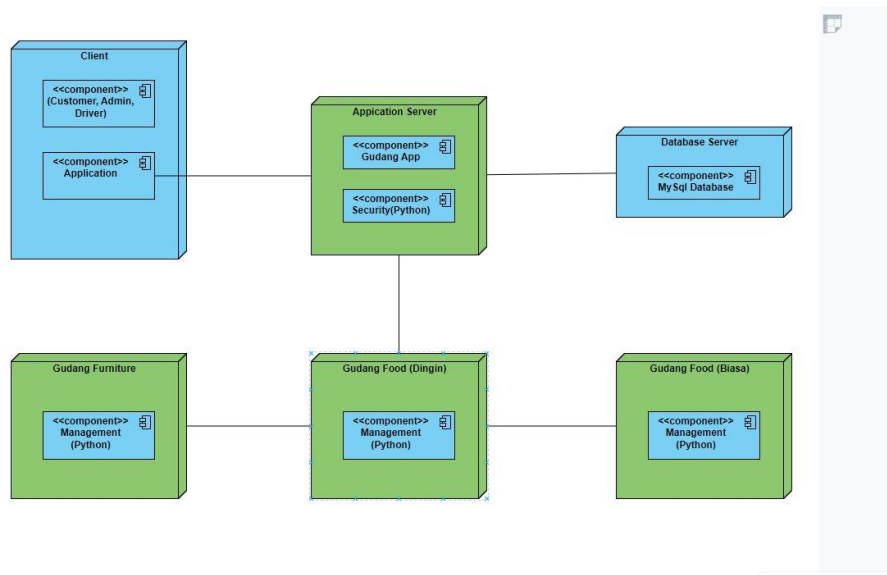 Client
<<component>>
(Customer, Admin,
Driver)
<<component>>
Application
Appication Server
<<component>>
Gudang App
<<component>>
Security(Python)
Database Server
<<component>>
MySql Database
Gudang Furniture
<<component>>
Management
(Python)
Gudang Food (Dingin)
<<component>>
Management
(Python)
Gudang Food (Biasa)
<<component>>
Management
(Python)